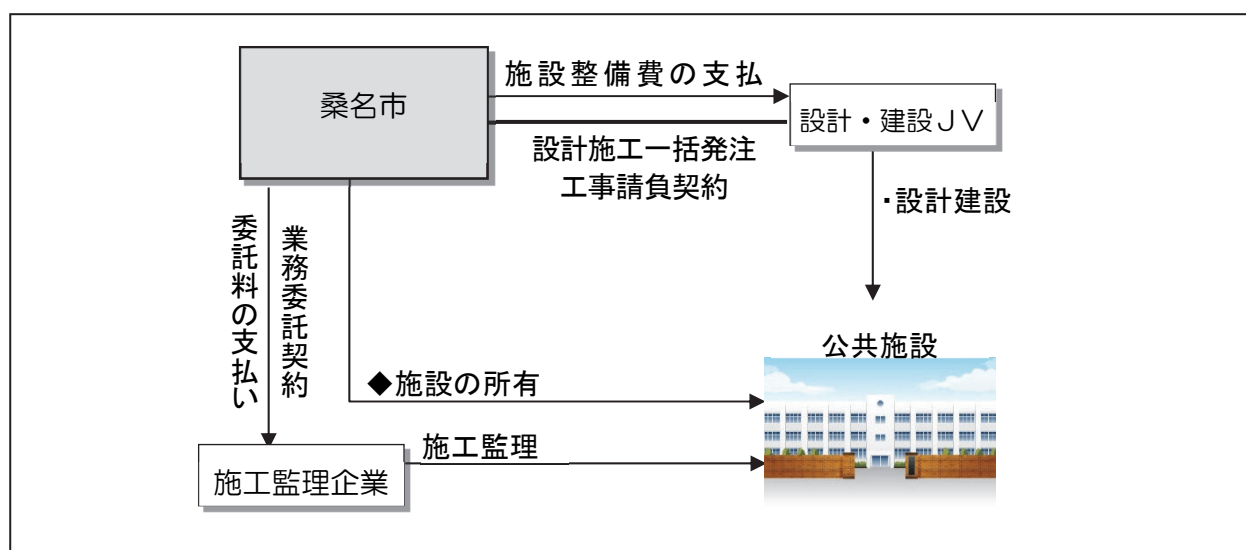 桑名市
施設整備費の支払
設計・建設ＪＶ
設計施工一括発注
工事請負契約
・設計建設
業務委託契約
委託料の支払い
公共施設
◆施設の所有
施工監理
施工監理企業